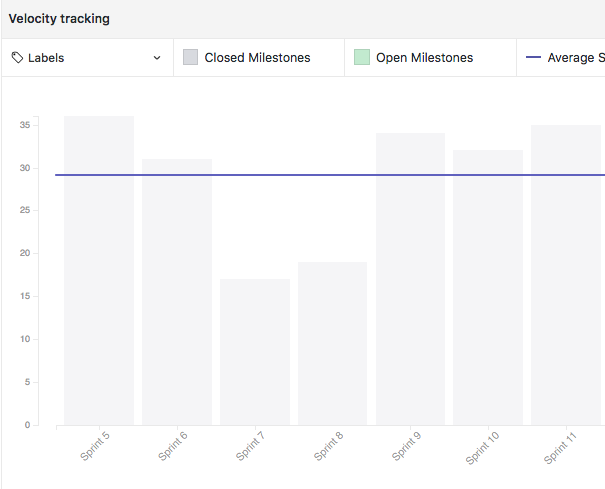 Velocity tracking
Labels
Closed Milestones
Open Milestones
Average S
35
30
25
20
15
10
5
0
Sprint 5
Sprint 6
Sprint 7
Sprint 8
Sprint 9
Sprint 10
Sprint 11